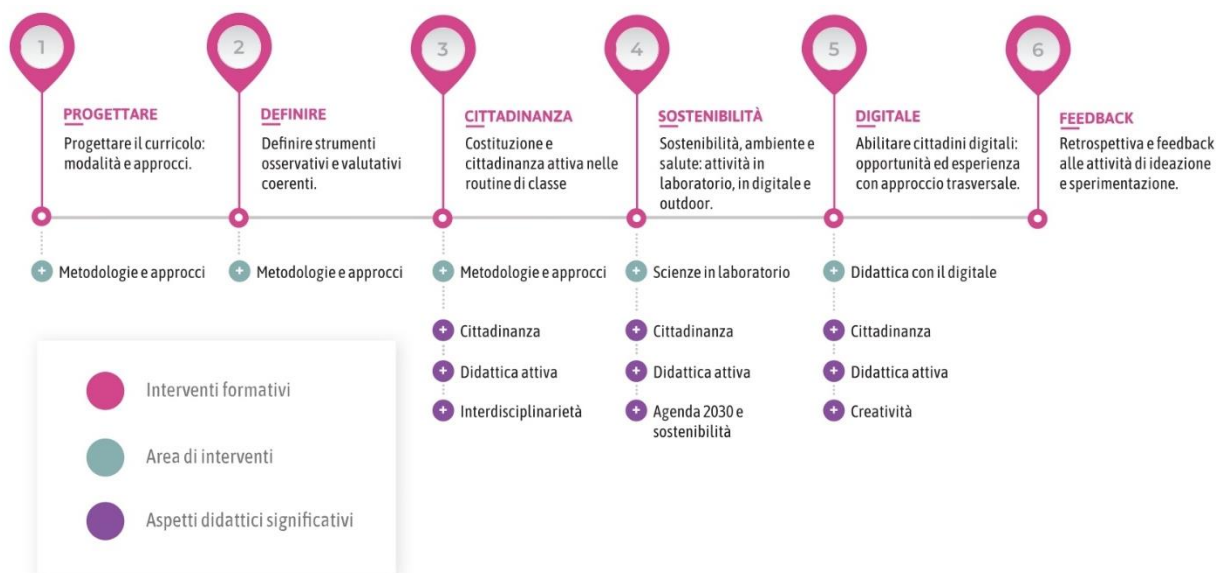 1
PROGETTARE
Progettare il curricolo:
modalità e approcci.
Metodologie e approcci
2
DEFINIRE
Definire strumenti
osservativi e valutativi
coerenti.
Metodologie e approcci
3
CITTADINANZA
Costituzione e
cittadinanza attiva nelle
routine di classe
Metodologie e approcci
Cittadinanza
Didattica attiva
Interdisciplinarietà
4
SOSTENIBILITÀ
Sostenibilità, ambiente e
salute: attività in
laboratorio, in digitale e
outdoor.
Scienze in laboratorio
Cittadinanza
Didattica attiva
Agenda 2030 e
sostenibilità
5
DIGITALE
Abilitare cittadini digitali:
opportunità ed esperienza
con approccio trasversale.
Didattica con il digitale
Cittadinanza
Didattica attiva
Creatività
6
FEEDBACK
Retrospettiva e feedback
alle attività di ideazione
e sperimentazione.
Interventi formativi
Area di interventi
Aspetti didattici significativi